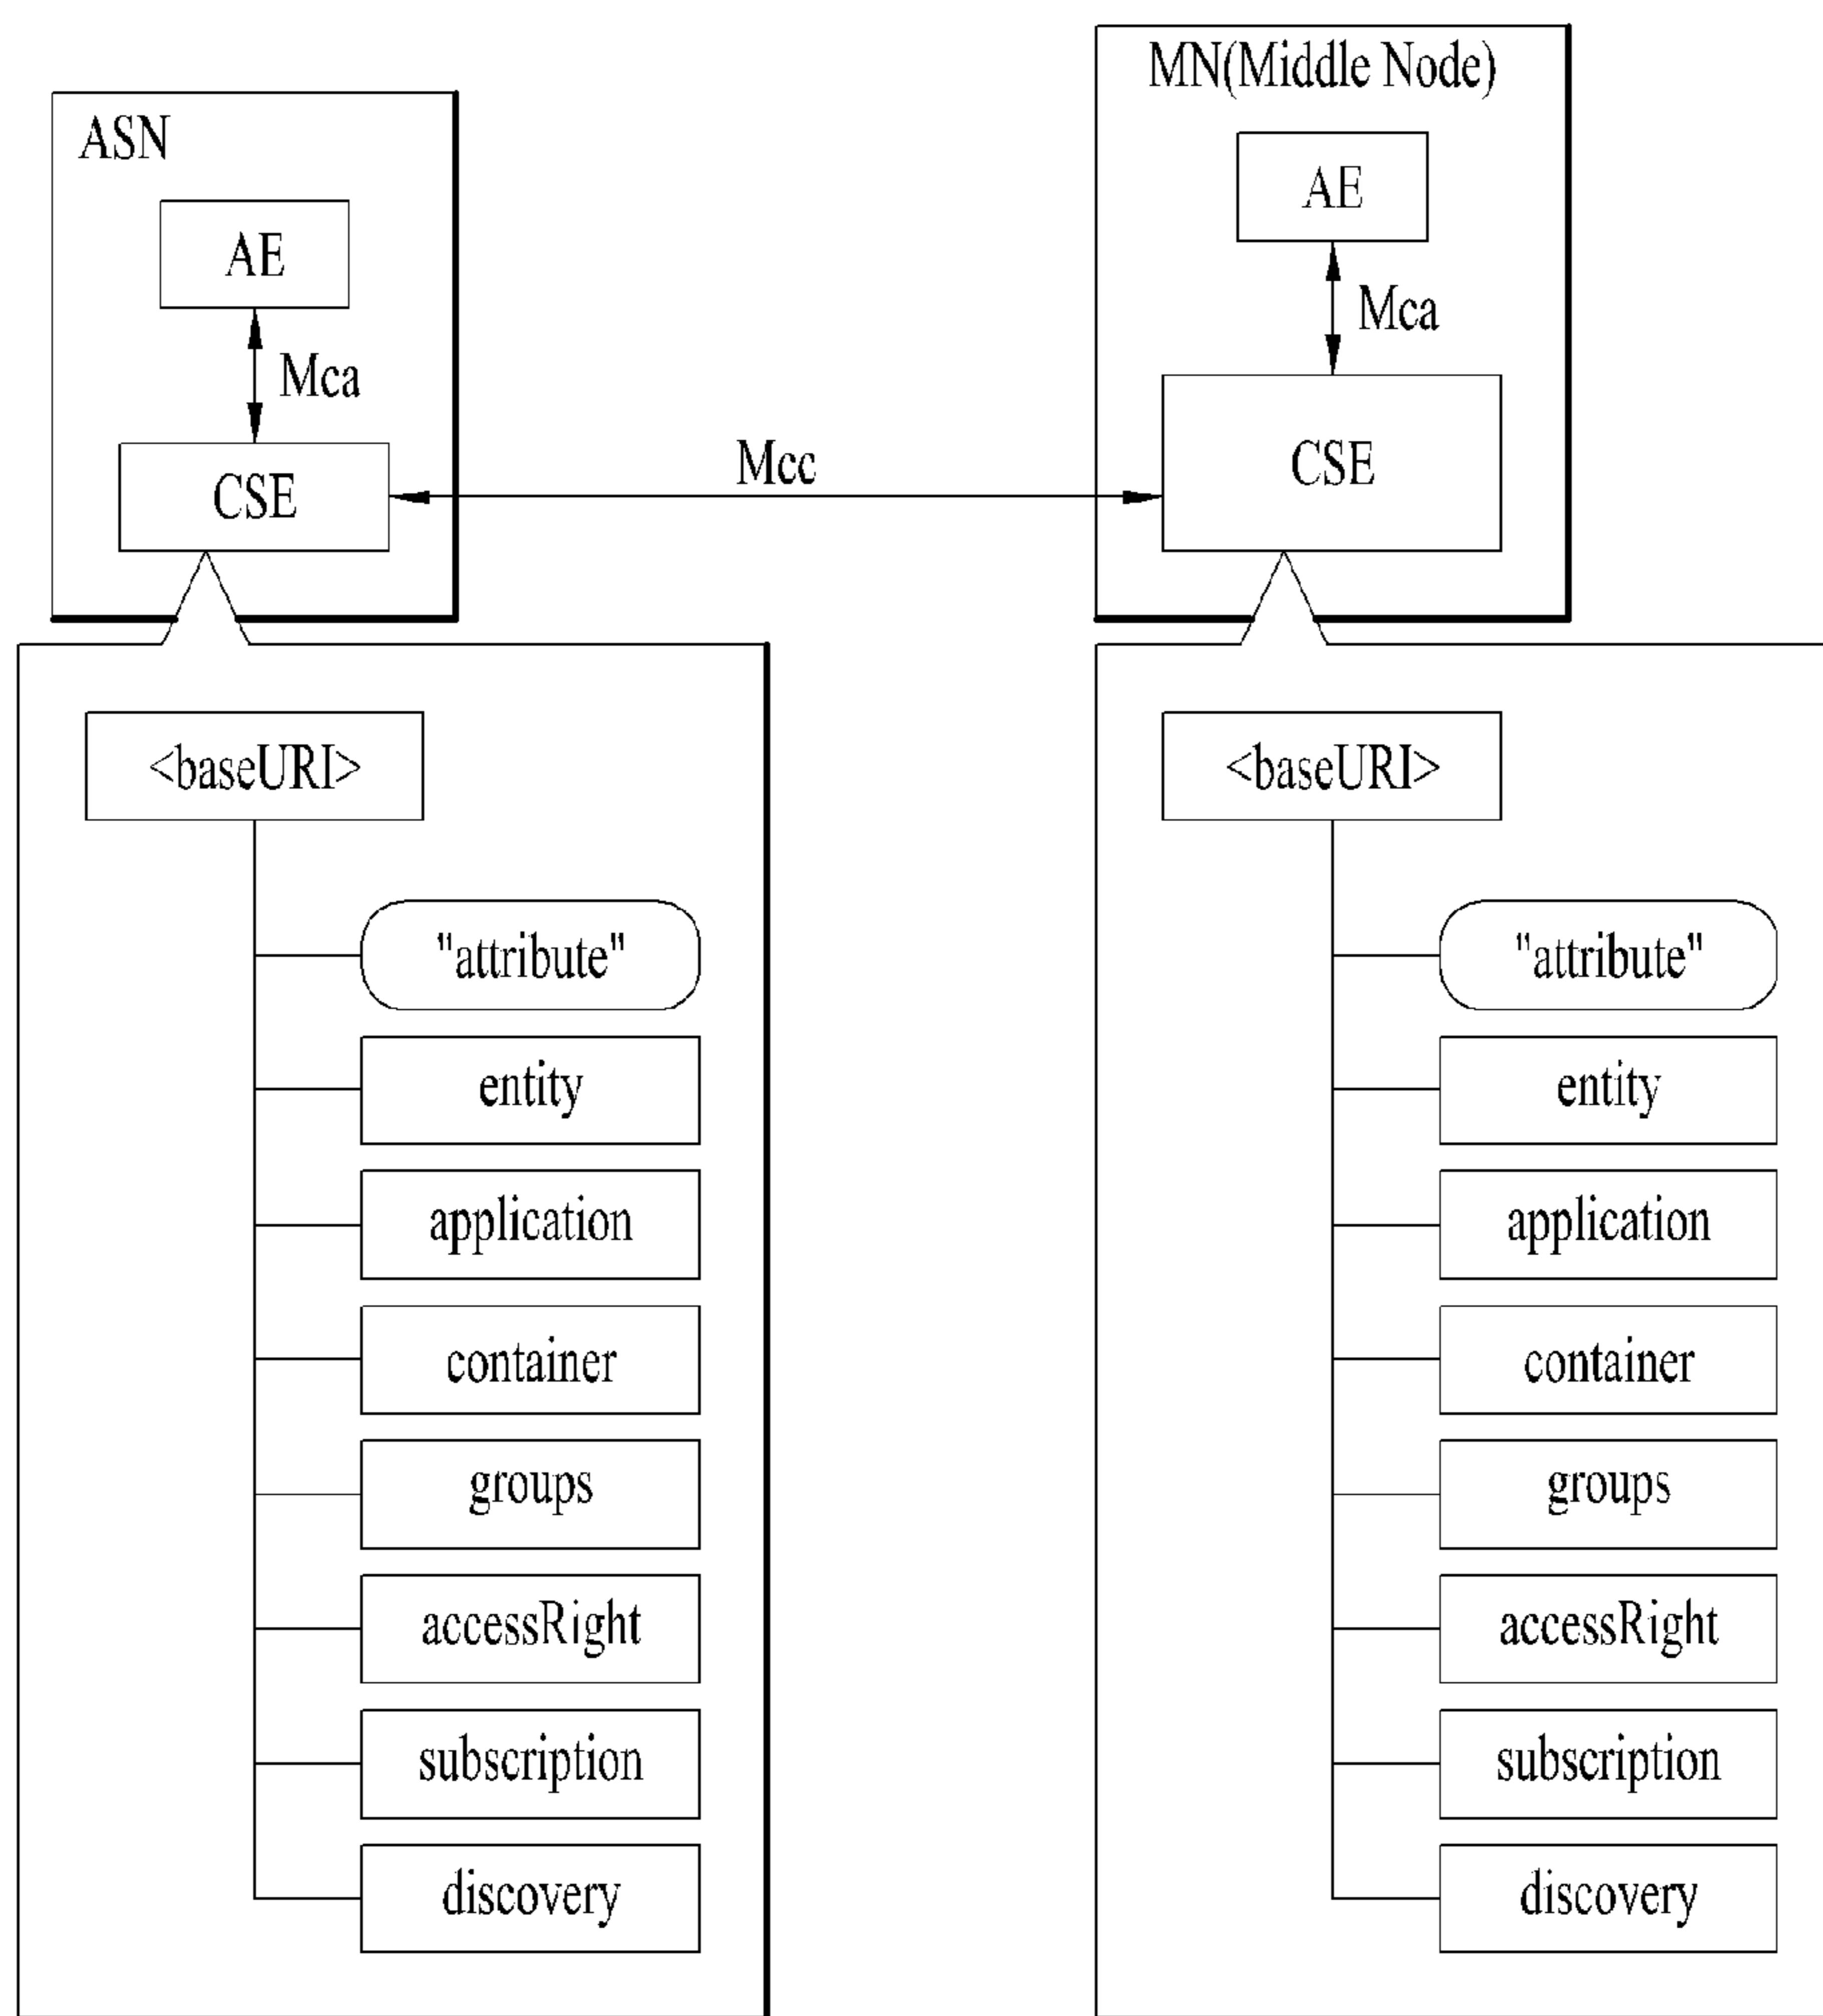 ASN
AE
Mca
CSE
Mcc
MN(Middle Node)
AE
Mca
CSE
<baseURI>
"attribute"
entity
application
container
groups
accessRight
subscription
discovery
<baseURI>
"attribute"
entity
application
container
groups
accessRight
subscription
discovery